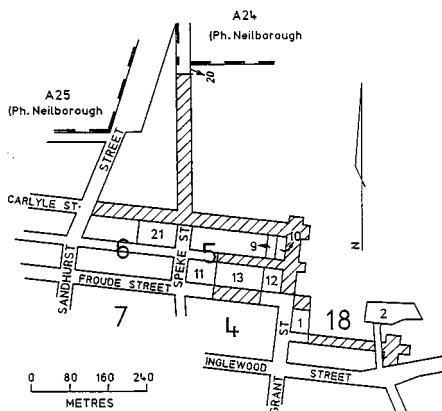 A24
(Ph. Neilborough
20
A25
(Ph. Neilborough
STREET
CARLYLE ST.
21
SPEKE ST
9
10
6
5
SANDHURST
FROUDE STREET
11
13
12
N
7
4
ST
1
18
2
INGLEWOOD STREET
GRANT
0 80 160 240
METRES